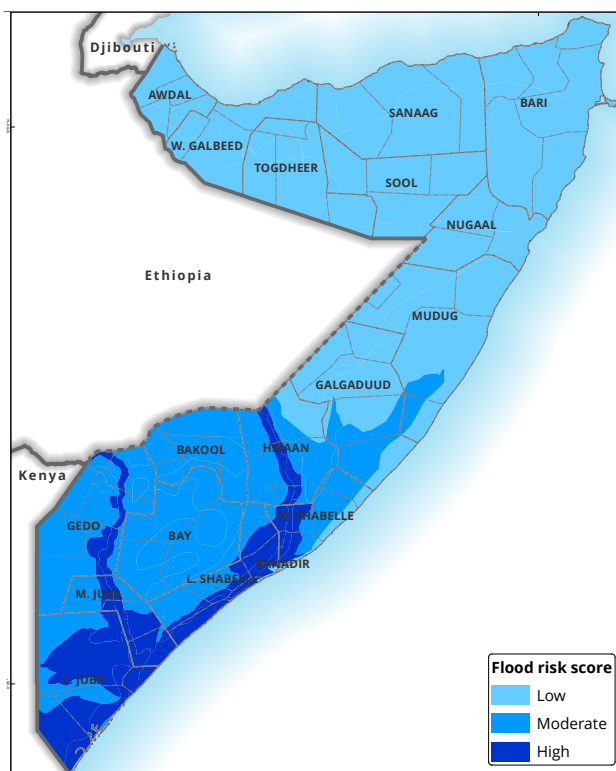 Djibouti
AWDAL
SANAAG
BARI
W. GALBEED
TOGDHEER
SOOL
NUGAAL
Ethiopia
MUDUG
GALGADUUD
HIRAAN
BAKOOL
Kenya
M. SHABELLE
GEDO
BAY
BANADIR
L. SHABELLE
M. JUBA
L. JUBA
Flood risk score
Low
Moderate
High